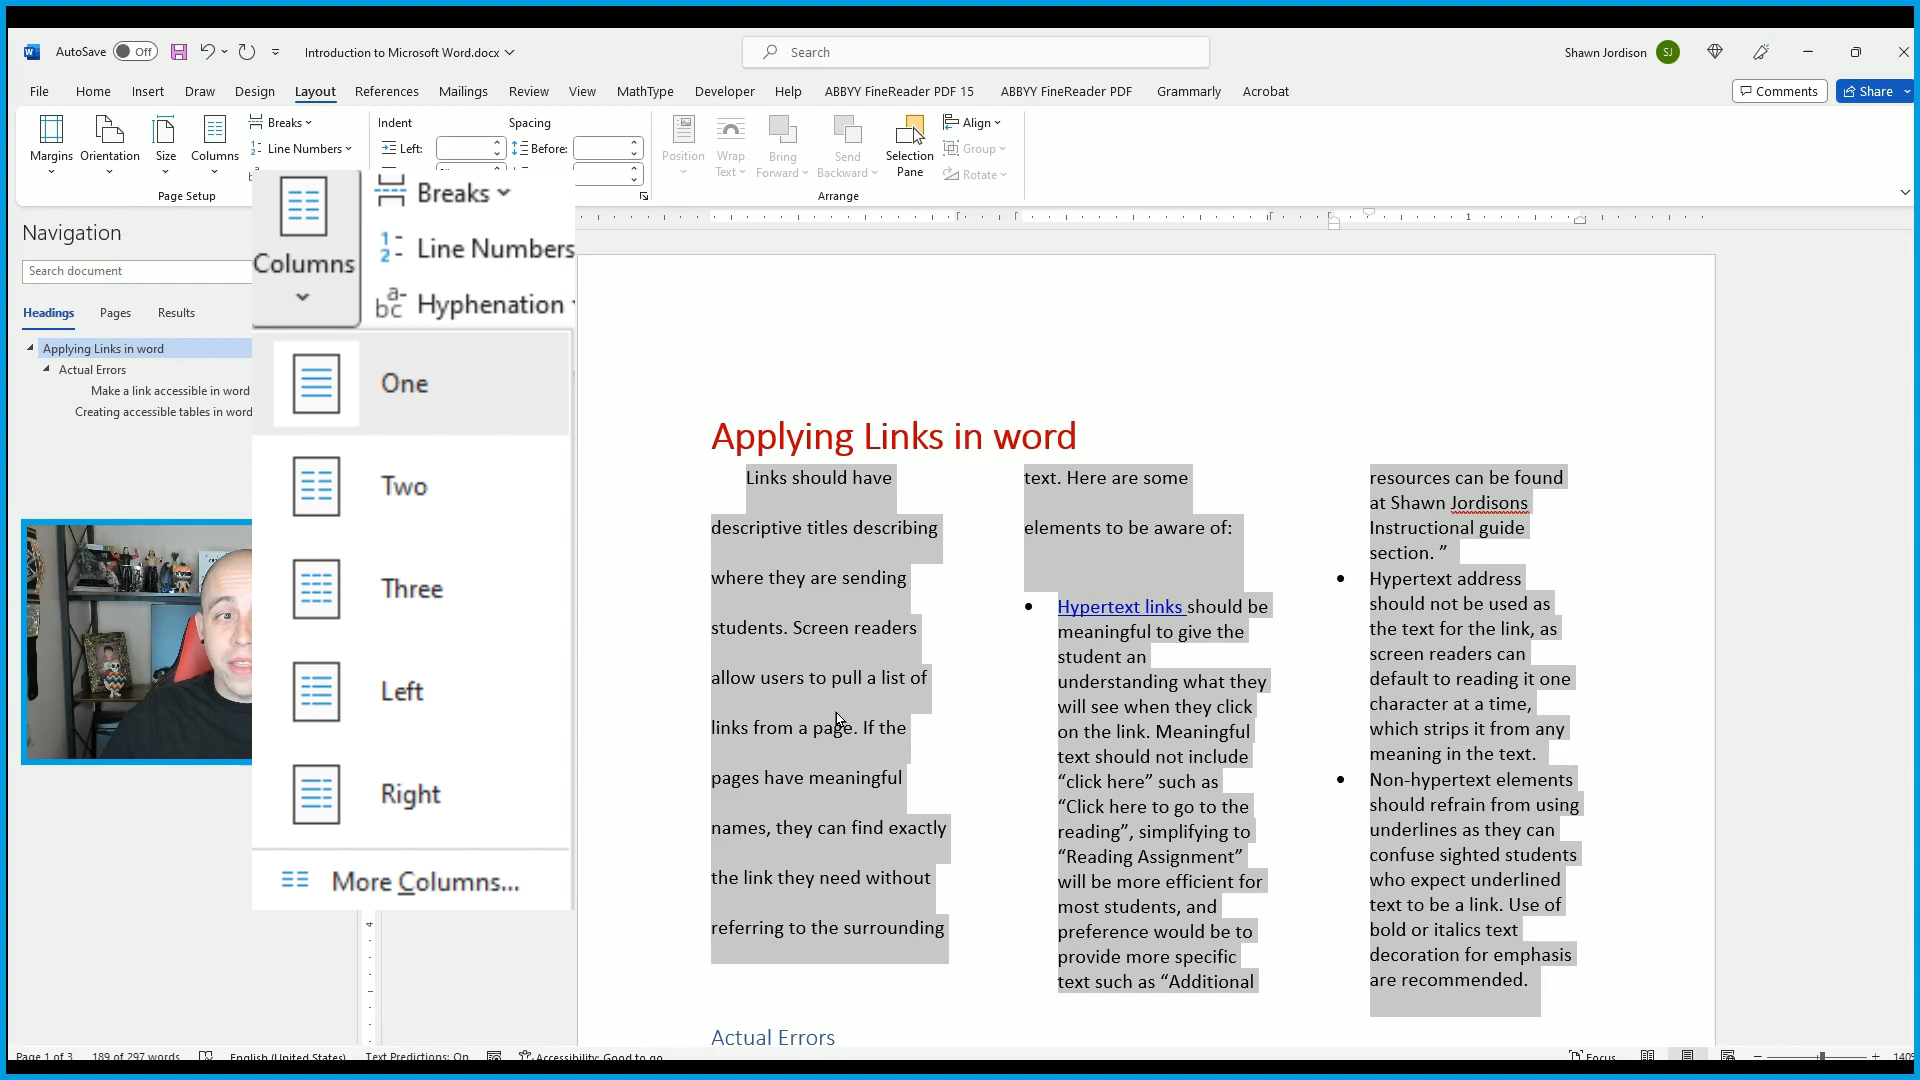 AutoSave Off Introduction to Microsoft Word.docx Search Shawn Jordison SJ
File Home Insert Draw Design Layout References Mailings Review View MathType Developer Help ABBYY FineReader PDF 15 ABBYY FineReader PDF Grammarly Acrobat Comments Share
Margins Orientation Size Columns
Breaks
Line Numbers
Page Setup
Indent Spacing
Left: Before:
Position Wrap Text Bring Forward Send Backward Selection Pane
Align
Group
Rotate
Arrange
Columns
Breaks
Line Numbers
Hyphenation
One
Two
Three
Left
Right
More Columns...
Navigation
Search document
Headings Pages Results
Applying Links in word
Actual Errors
Make a link accessible in word
Creating accessible tables in word
1
Applying Links in word
Links should have
descriptive titles describing
where they are sending
students. Screen readers
allow users to pull a list of
links from a page. If the
pages have meaningful
names, they can find exactly
the link they need without
referring to the surrounding
text. Here are some
elements to be aware of:
• Hypertext links should be
meaningful to give the
student an
understanding what they
will see when they click
on the link. Meaningful
text should not include
“click here” such as
“Click here to go to the
reading”, simplifying to
“Reading Assignment”
will be more efficient for
most students, and
preference would be to
provide more specific
text such as “Additional
resources can be found
at Shawn Jordisons
Instructional guide
section. ”
• Hypertext address
should not be used as
the text for the link, as
screen readers can
default to reading it one
character at a time,
which strips it from any
meaning in the text.
• Non-hypertext elements
should refrain from using
underlines as they can
confuse sighted students
who expect underlined
text to be a link. Use of
bold or italics text
decoration for emphasis
are recommended.
Actual Errors
4
Page 1 of 3 189 of 297 words English (United States) Text Predictions: On Accessibility: Good to go Focus 140%